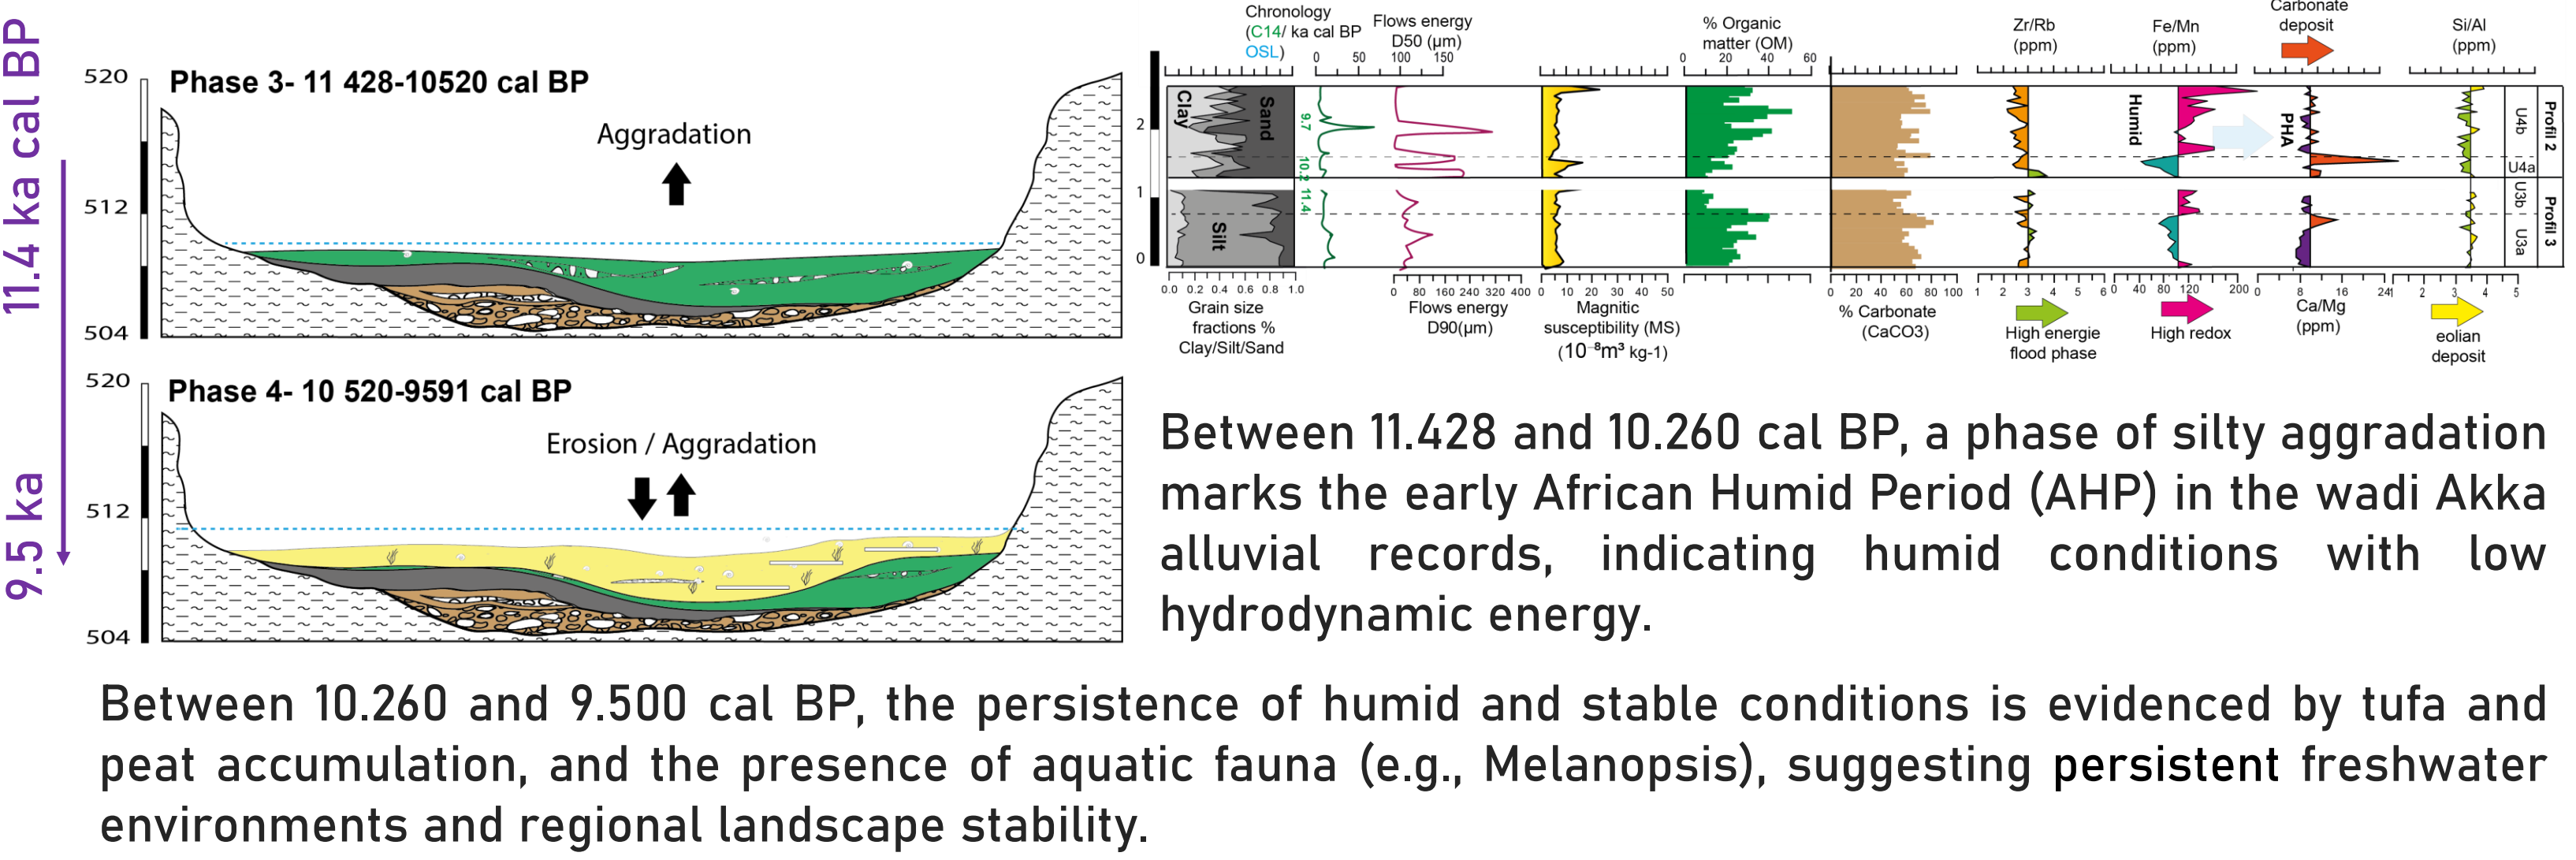 11.4 ka cal BP
9.5 ka
Phase 3- 11 428-10520 cal BP
Aggradation
520
512
504
Phase 4- 10 520-9591 cal BP
Erosion / Aggradation
520
512
504
Chronology
(C14/ ka cal BP
OSL)
Flows energy
D50 (µm)
0 50 100 150
% Organic
matter (OM)
0 20 40 60
Zr/Rb
(ppm)
Fe/Mn
(ppm)
Carbonate
deposit
Si/Al
(ppm)
Clay
Sand
Silt
9.7
10.2
11.4
Humid
PHA
U4b
U4a
U3b
U3a
Profil 2
Profil 3
2
1
0
0.0 0.2 0.4 0.6 0.8 1.0
Grain size
fractions %
Clay/Silt/Sand
0 80 160 240 320 400
Flows energy
D90(µm)
0 10 20 30 40 50
Magnitic
susceptibility (MS)
(10⁻⁸m³ kg-1)
0 20 40 60 80 100
% Carbonate
(CaCO3)
1 2 3 4 5 6
High energie
flood phase
0 40 80 120 200
High redox
0 8 16 24
Ca/Mg
(ppm)
1 2 3 4 5
eolian
deposit
Between 11.428 and 10.260 cal BP, a phase of silty aggradation
marks the early African Humid Period (AHP) in the wadi Akka
alluvial records, indicating humid conditions with low
hydrodynamic energy.
Between 10.260 and 9.500 cal BP, the persistence of humid and stable conditions is evidenced by tufa and
peat accumulation, and the presence of aquatic fauna (e.g., Melanopsis), suggesting persistent freshwater
environments and regional landscape stability.